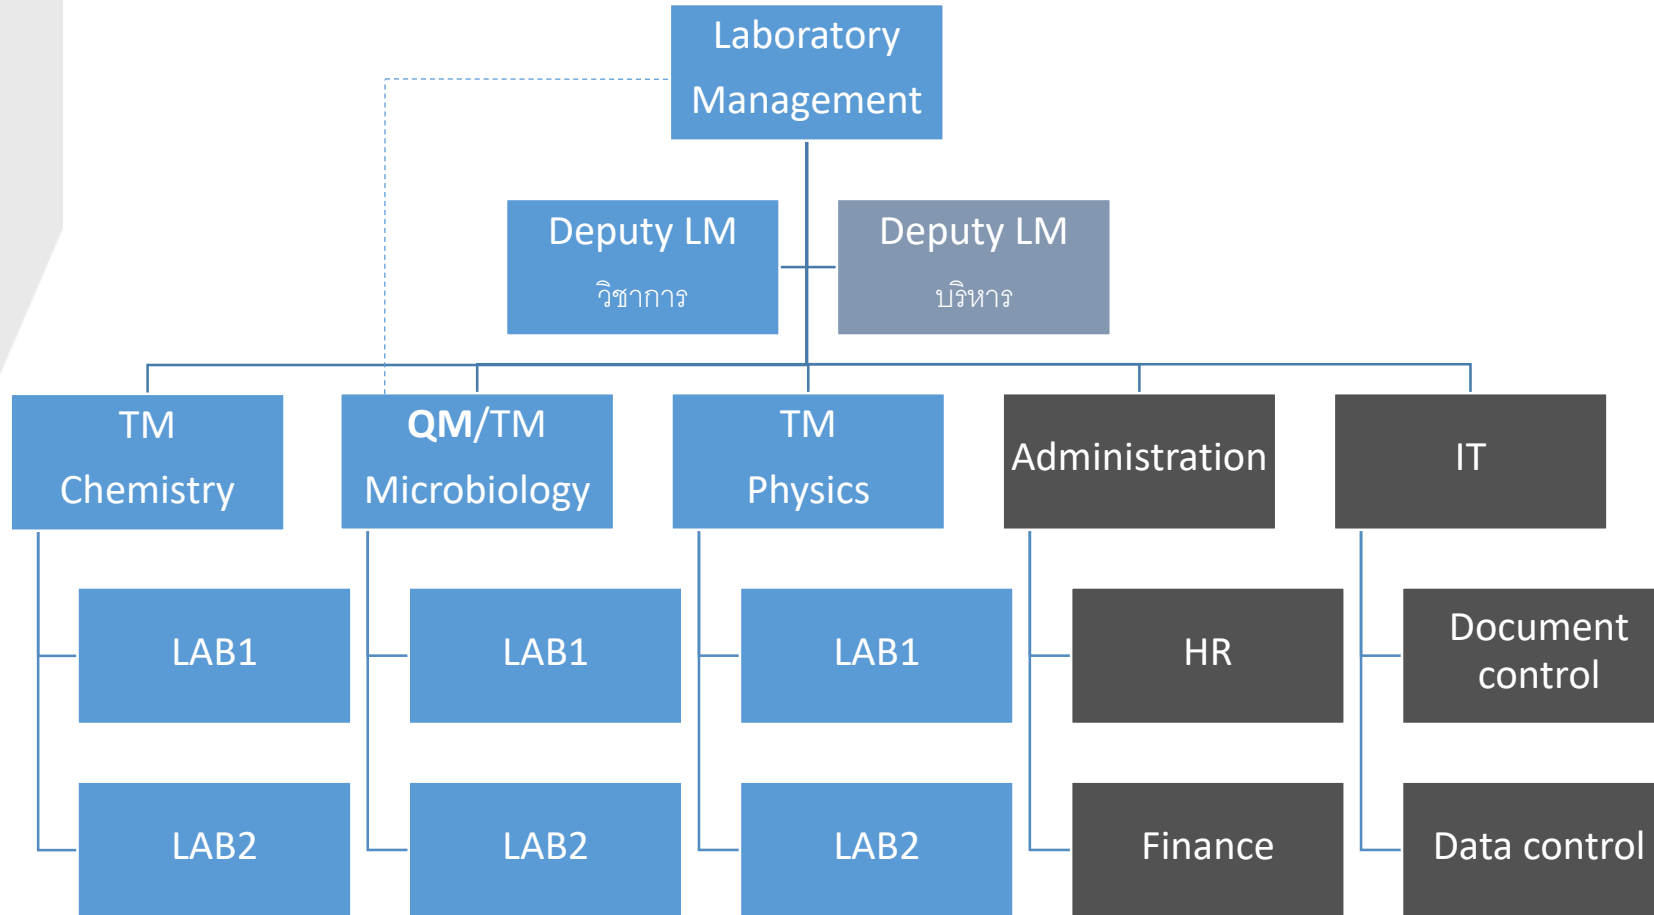 Laboratory
Management
Deputy LM
วิชาการ
Deputy LM
บริหาร
TM
Chemistry
QM/TM
Microbiology
TM
Physics
Administration
IT
LAB1
LAB1
LAB1
HR
Document
control
LAB2
LAB2
LAB2
Finance
Data control